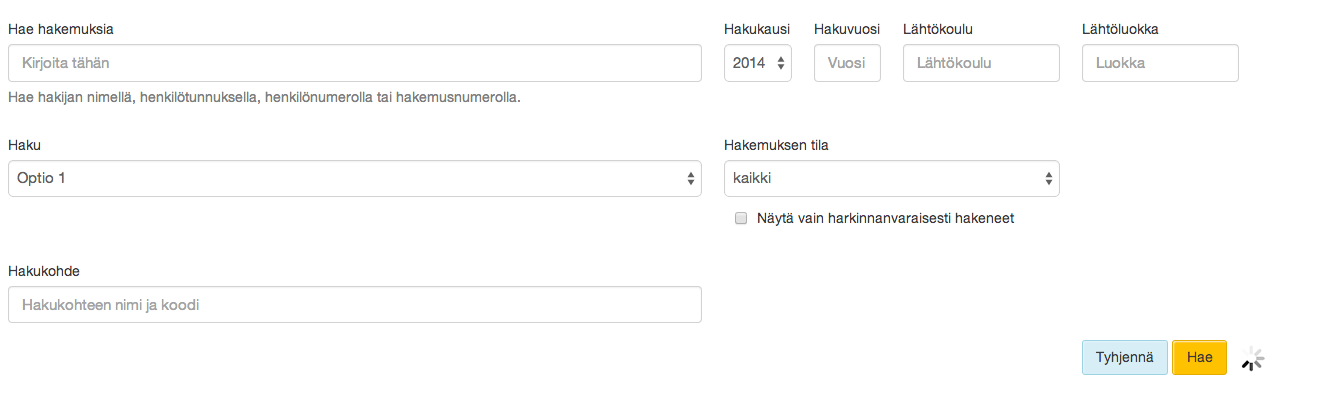 Hae hakemuksia
Hakukausi
Hakuvuosi
Lähtökoulu
Lähtöluokka
Kirjoita tähän
2014
Vuosi
Lähtökoulu
Luokka
Hae hakijan nimellä, henkilötunnuksella, henkilönumerolla tai hakemusnumerolla.
Haku
Hakemuksen tila
Optio 1
kaikki
Näytä vain harkinnanvaraisesti hakeneet
Hakukohde
Hakukohteen nimi ja koodi
Tyhjennä
Hae